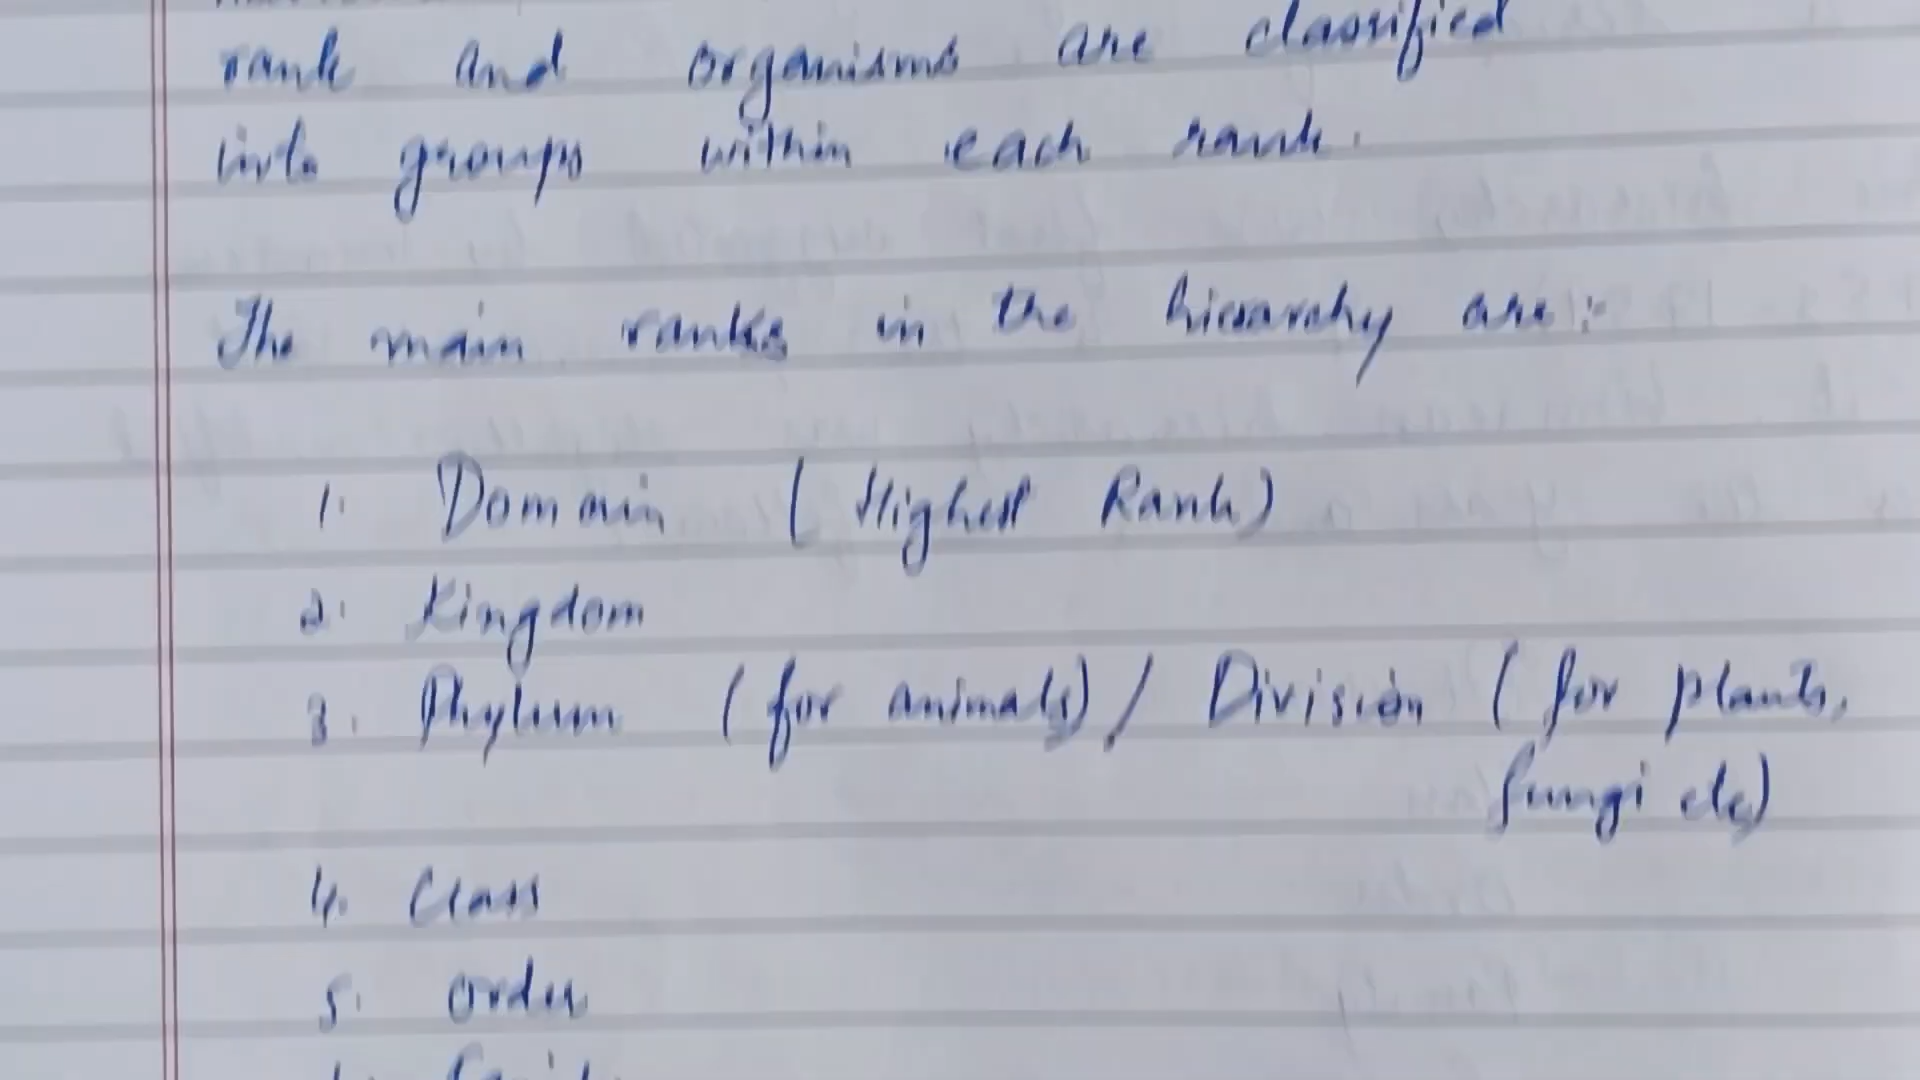 rank and organisms are classified
into groups within each rank.
The main ranks in the hierarchy are:-
1. Domain ( Highest Rank)
2. Kingdom
3. Phylum (for animals) / Division ( for plants,
fungi etc)
4. Class
5. Order